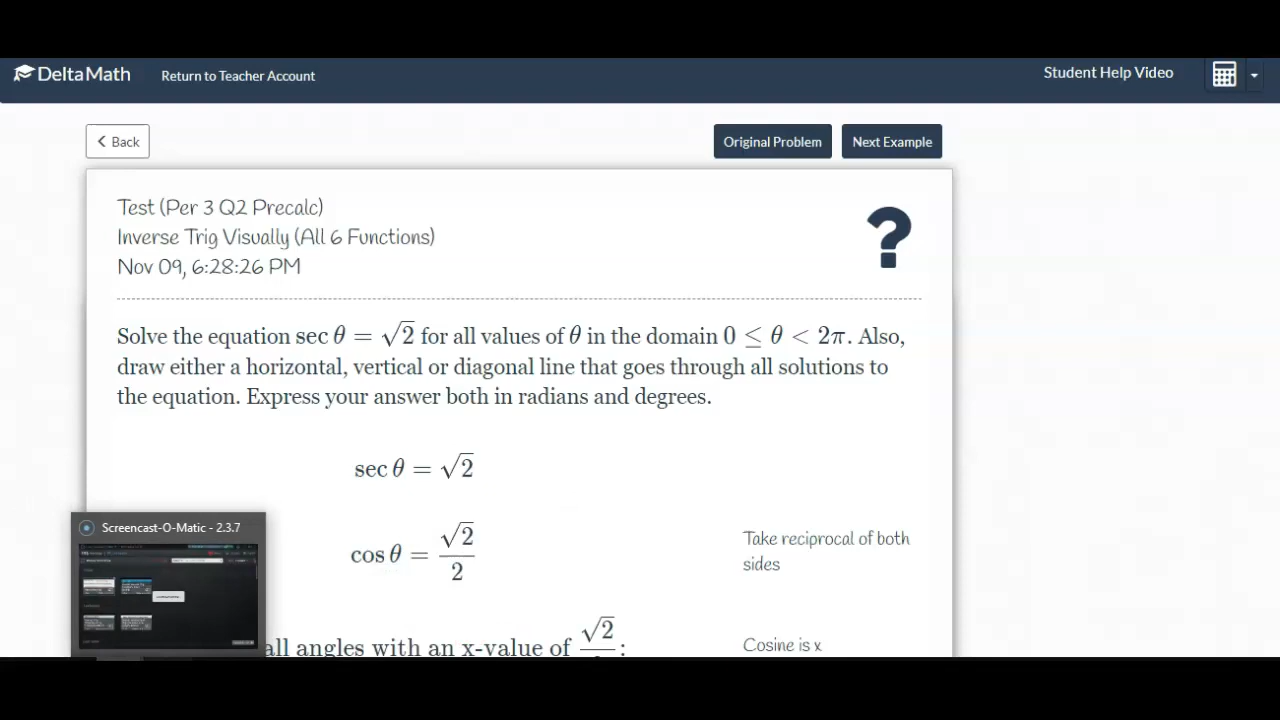 DeltaMath
Return to Teacher Account
Student Help Video
Back
Original Problem
Next Example
Test (Per 3 Q2 Precalc)
Inverse Trig Visually (All 6 Functions)
Nov 09, 6:28:26 PM
?
Solve the equation sec θ = √2 for all values of θ in the domain 0 ≤ θ < 2π. Also,
draw either a horizontal, vertical or diagonal line that goes through all solutions to
the equation. Express your answer both in radians and degrees.
sec θ = √2
cos θ = √2/2
Take reciprocal of both
sides
Screencast-O-Matic - 2.3.7
all angles with an x-value of √2
:
Cosine is x